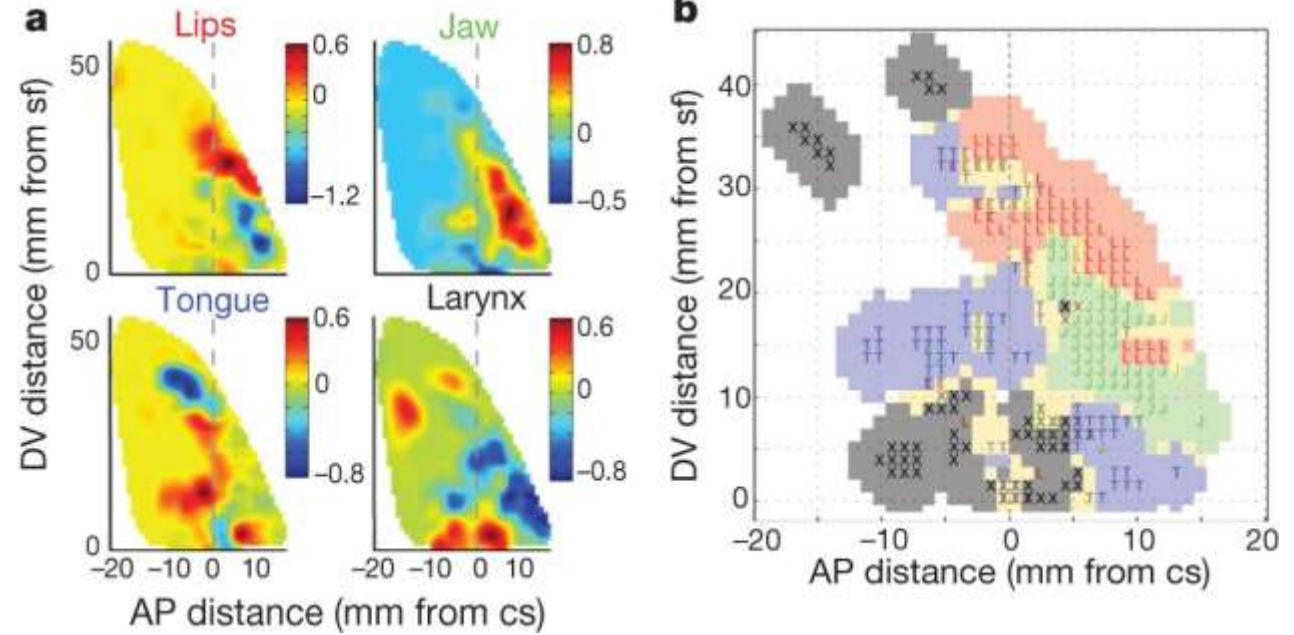 a
Lips
Jaw
0.6
0
−1.2
0.8
0
−0.5
50
0
Tongue
Larynx
0.6
0
−0.8
0.6
0
−0.8
50
0
−20 −10 0 10
−20 −10 0 10
DV distance (mm from sf)
AP distance (mm from cs)
b
40
30
20
10
0
−20 −10 0 10 20
DV distance (mm from sf)
AP distance (mm from cs)